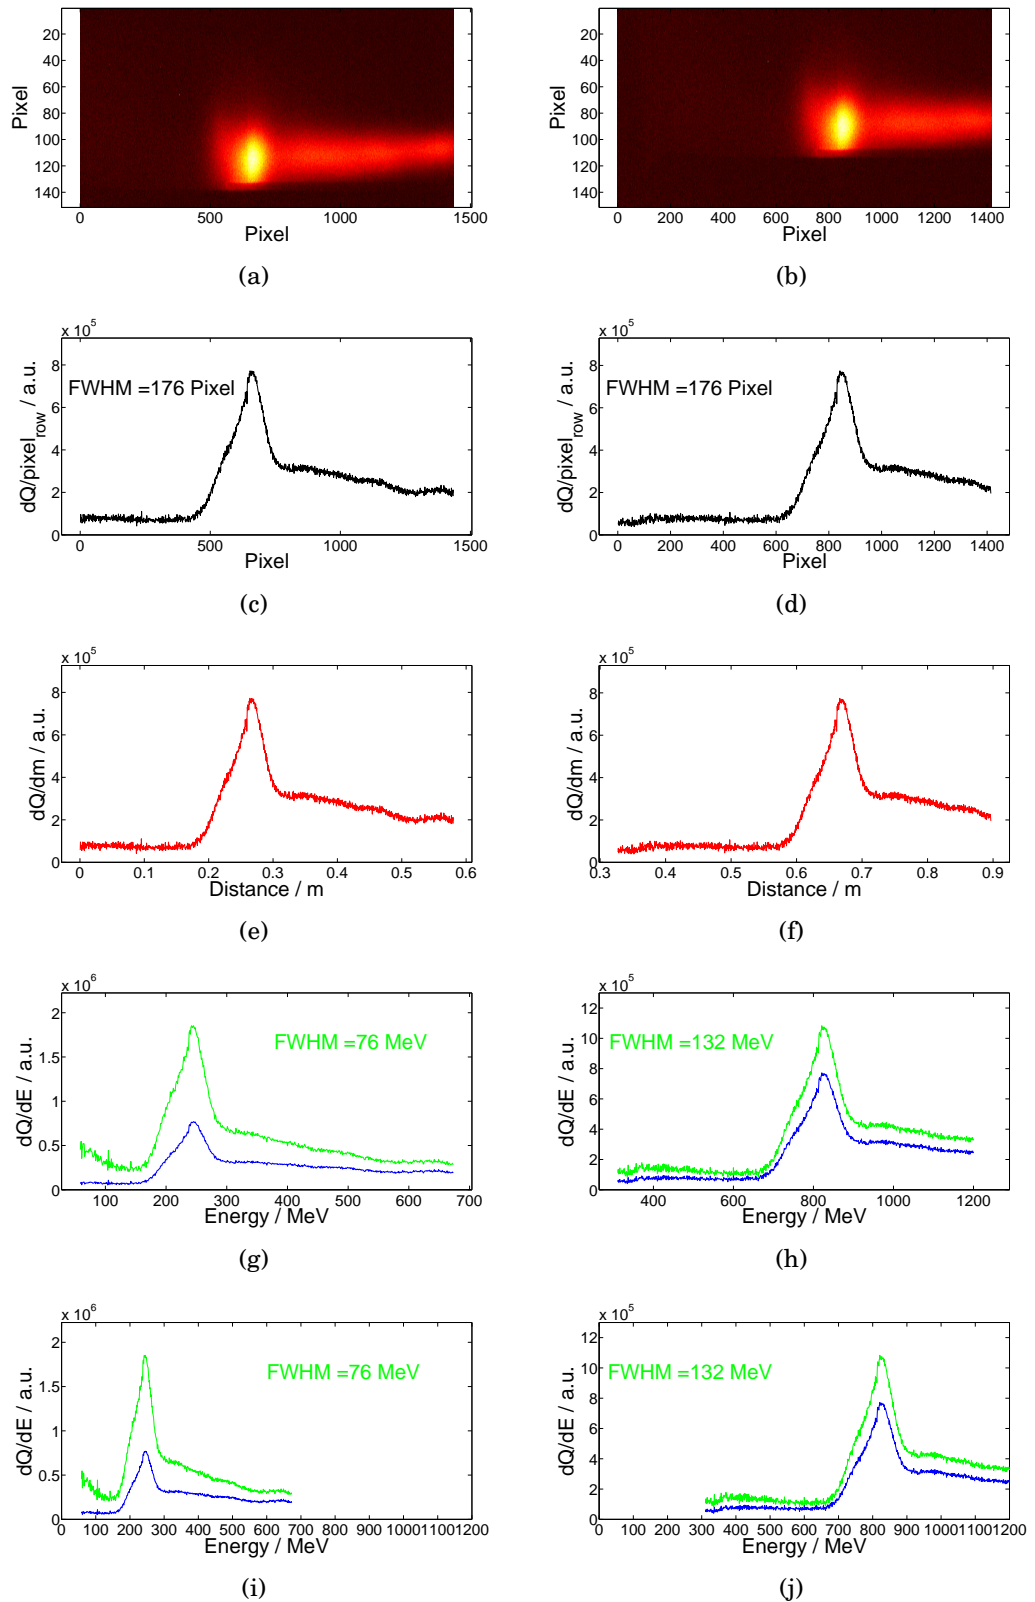 20
40
60
80
100
120
140
Pixel
0 500 1000 1500
Pixel
(a)
20
40
60
80
100
120
140
Pixel
0 200 400 600 800 1000 1200 1400
Pixel
(b)
x 10^5
8
6
4
2
0
dQ/pixel_row / a.u.
FWHM =176 Pixel
0 500 1000 1500
Pixel
(c)
x 10^5
8
6
4
2
0
dQ/pixel_row / a.u.
FWHM =176 Pixel
0 200 400 600 800 1000 1200 1400
Pixel
(d)
x 10^5
8
6
4
2
0
dQ/dm / a.u.
0 0.1 0.2 0.3 0.4 0.5 0.6
Distance / m
(e)
x 10^5
8
6
4
2
0
dQ/dm / a.u.
0.3 0.4 0.5 0.6 0.7 0.8 0.9
Distance / m
(f)
x 10^6
2
1.5
1
0.5
0
dQ/dE / a.u.
FWHM =76 MeV
100 200 300 400 500 600 700
Energy / MeV
(g)
x 10^5
12
10
8
6
4
2
0
dQ/dE / a.u.
FWHM =132 MeV
400 600 800 1000 1200
Energy / MeV
(h)
x 10^6
2
1.5
1
0.5
0
dQ/dE / a.u.
FWHM =76 MeV
0 100 200 300 400 500 600 700 800 900 1000 1100 1200
Energy / MeV
(i)
x 10^5
12
10
8
6
4
2
0
dQ/dE / a.u.
FWHM =132 MeV
0 100 200 300 400 500 600 700 800 900 1000 1100 1200
Energy / MeV
(j)